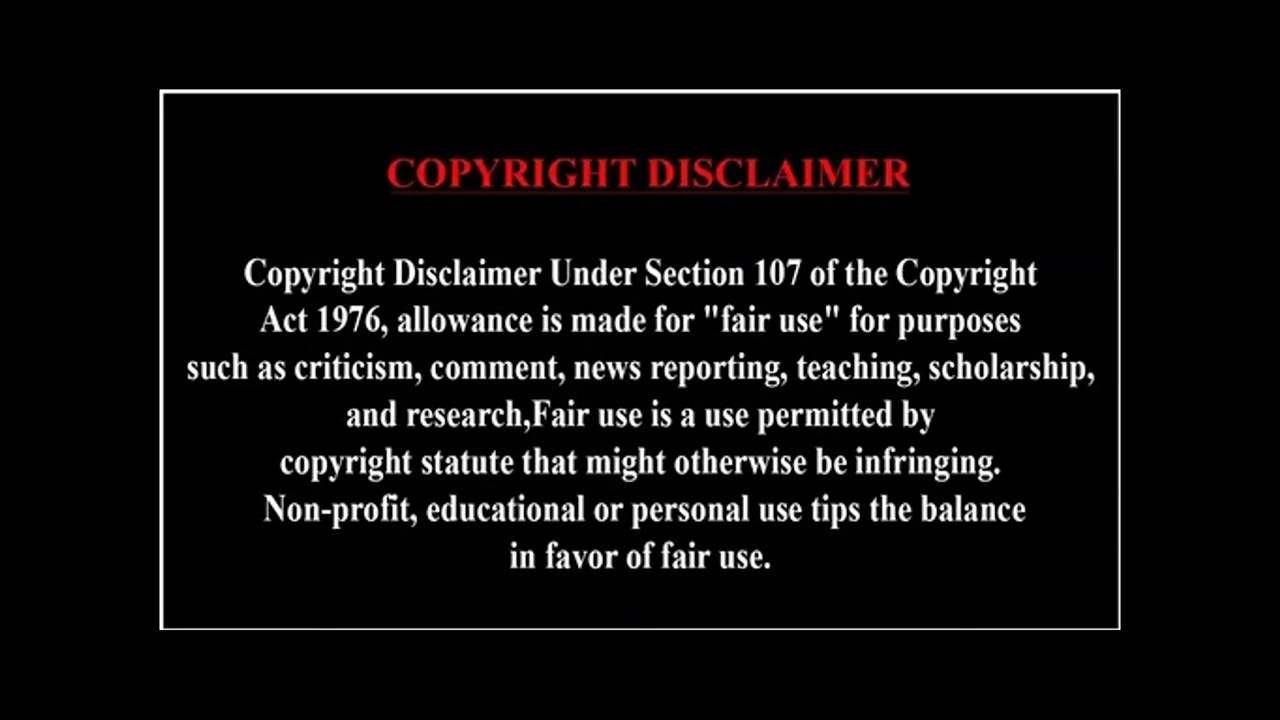 COPYRIGHT DISCLAIMER
Copyright Disclaimer Under Section 107 of the Copyright
Act 1976, allowance is made for "fair use" for purposes
such as criticism, comment, news reporting, teaching, scholarship,
and research,Fair use is a use permitted by
copyright statute that might otherwise be infringing.
Non-profit, educational or personal use tips the balance
in favor of fair use.